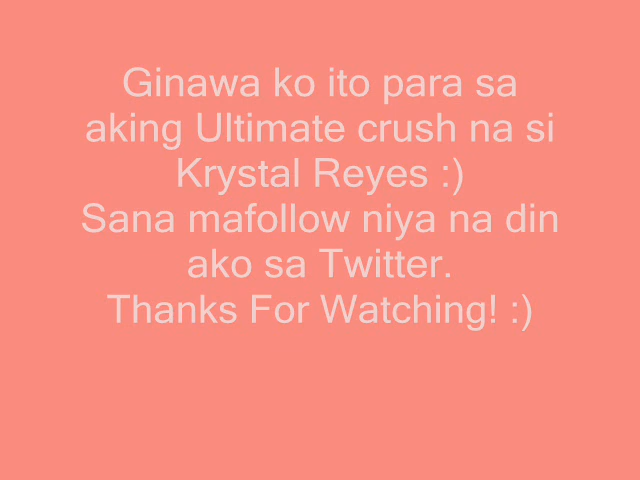 Ginawa ko ito para sa
aking Ultimate crush na si
Krystal Reyes :)
Sana mafollow niya na din
ako sa Twitter.
Thanks For Watching! :)